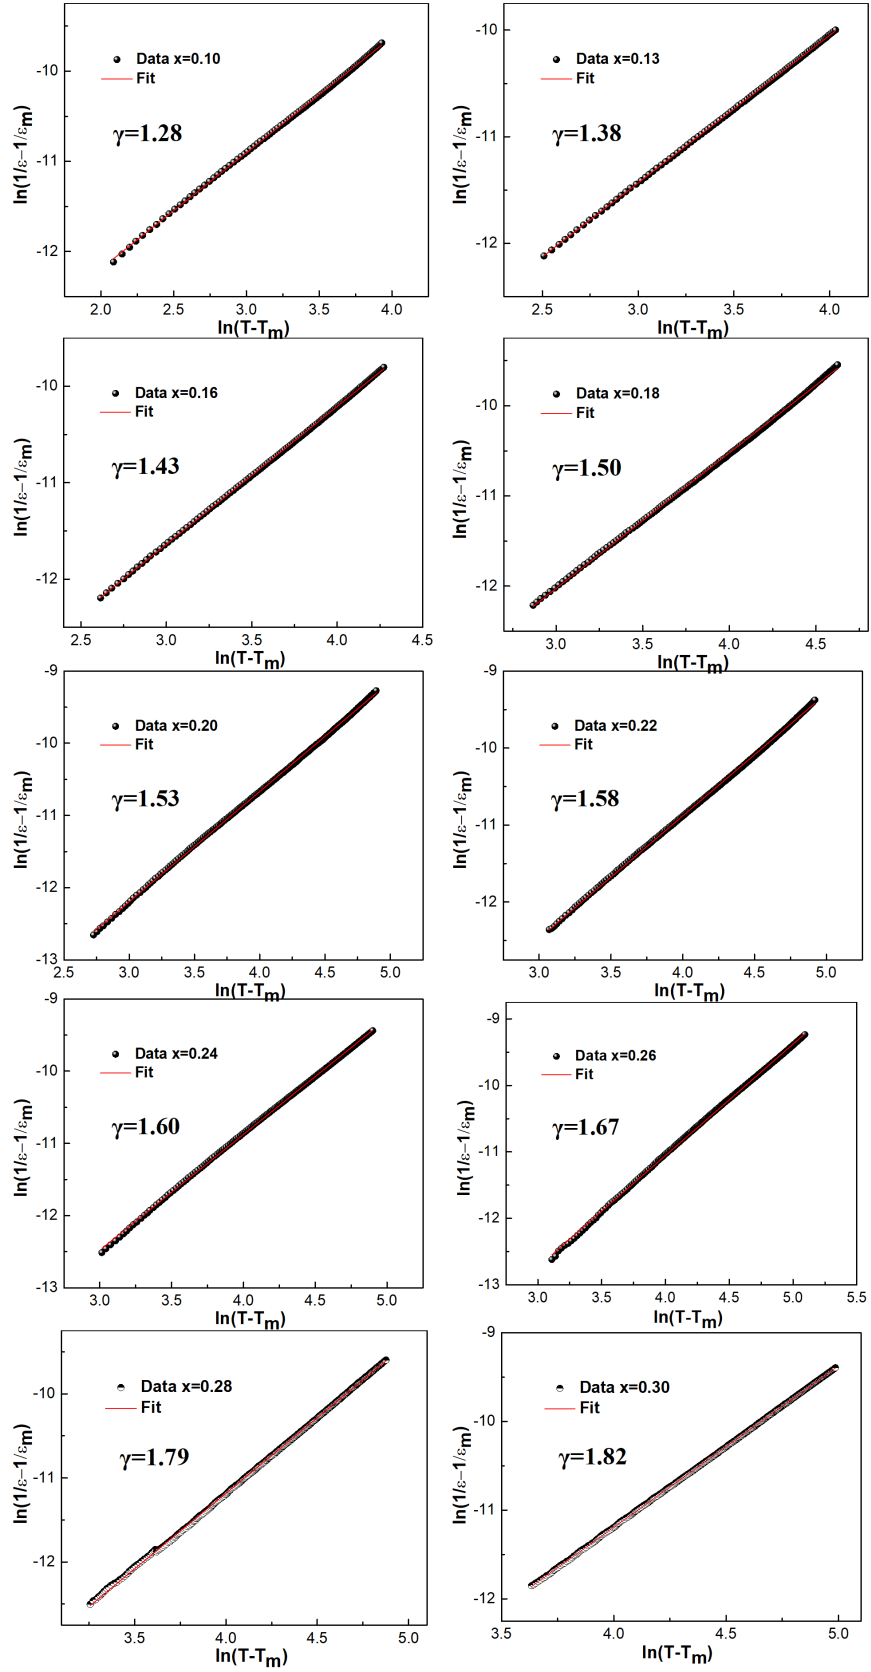 Data x=0.10
Fit
γ=1.28
-10
-11
-12
2.0 2.5 3.0 3.5 4.0
ln(T-Tm)
ln(1/ε−1/εm)
Data x=0.13
Fit
γ=1.38
-10
-11
-12
2.5 3.0 3.5 4.0
ln(T-Tm)
ln(1/ε−1/εm)
Data x=0.16
Fit
γ=1.43
-10
-11
-12
2.5 3.0 3.5 4.0 4.5
ln(T-Tm)
ln(1/ε−1/εm)
Data x=0.18
Fit
γ=1.50
-10
-11
-12
3.0 3.5 4.0 4.5
ln(T-Tm)
ln(1/ε−1/εm)
Data x=0.20
Fit
γ=1.53
-9
-10
-11
-12
-13
2.5 3.0 3.5 4.0 4.5 5.0
ln(T-Tm)
ln(1/ε−1/εm)
Data x=0.22
Fit
γ=1.58
-9
-10
-11
-12
3.0 3.5 4.0 4.5 5.0
ln(T-Tm)
ln(1/ε−1/εm)
Data x=0.24
Fit
γ=1.60
-9
-10
-11
-12
-13
3.0 3.5 4.0 4.5 5.0
ln(T-Tm)
ln(1/ε−1/εm)
Data x=0.26
Fit
γ=1.67
-9
-10
-11
-12
-13
3.0 3.5 4.0 4.5 5.0 5.5
ln(T-Tm)
ln(1/ε−1/εm)
Data x=0.28
Fit
γ=1.79
-10
-11
-12
3.5 4.0 4.5 5.0
ln(T-Tm)
ln(1/ε−1/εm)
Data x=0.30
Fit
γ=1.82
-9
-10
-11
-12
3.5 4.0 4.5 5.0
ln(T-Tm)
ln(1/ε−1/εm)